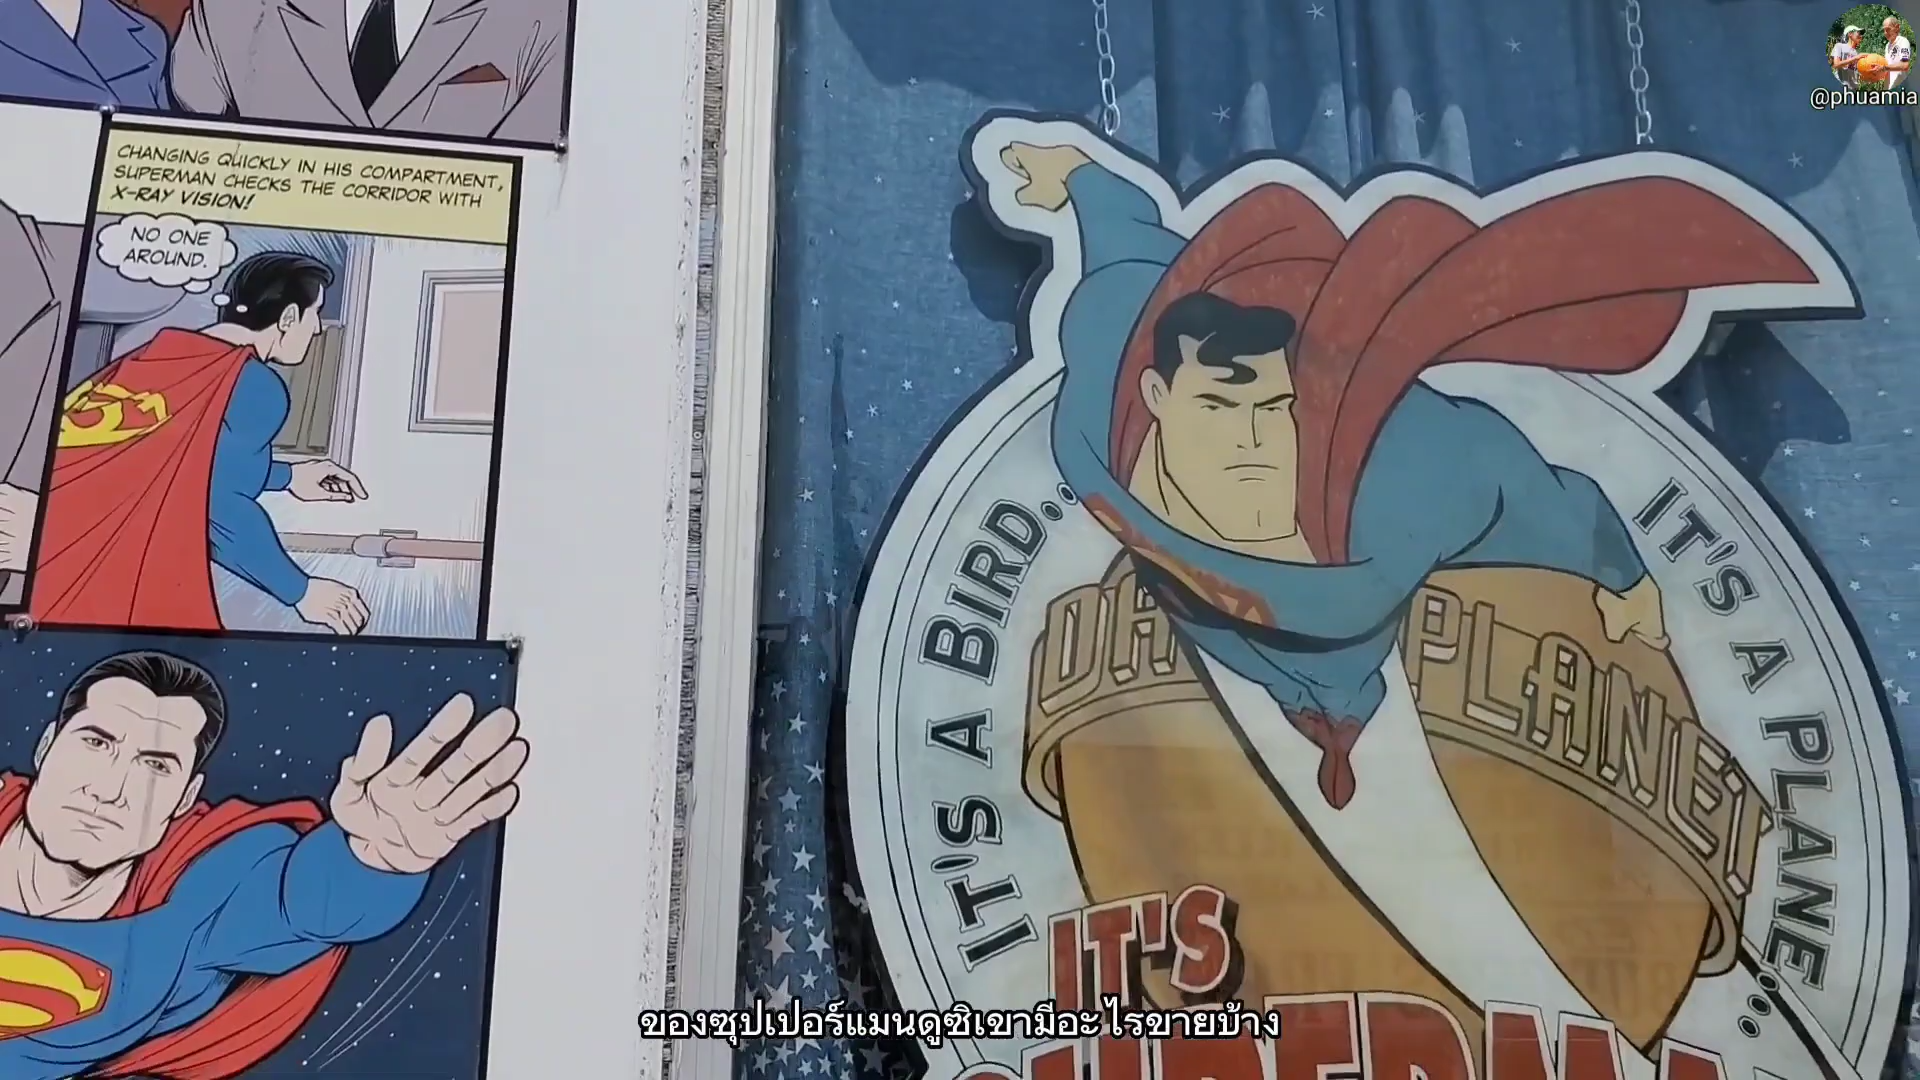 @phuamia
CHANGING QUICKLY IN HIS COMPARTMENT,
SUPERMAN CHECKS THE CORRIDOR WITH
X-RAY VISION!
NO ONE
AROUND.
IT'S A BIRD..
IT'S A PLANE...
PLANET
IT'S
ของซุปเปอร์แมนดูซิเขามีอะไรขายบ้าง